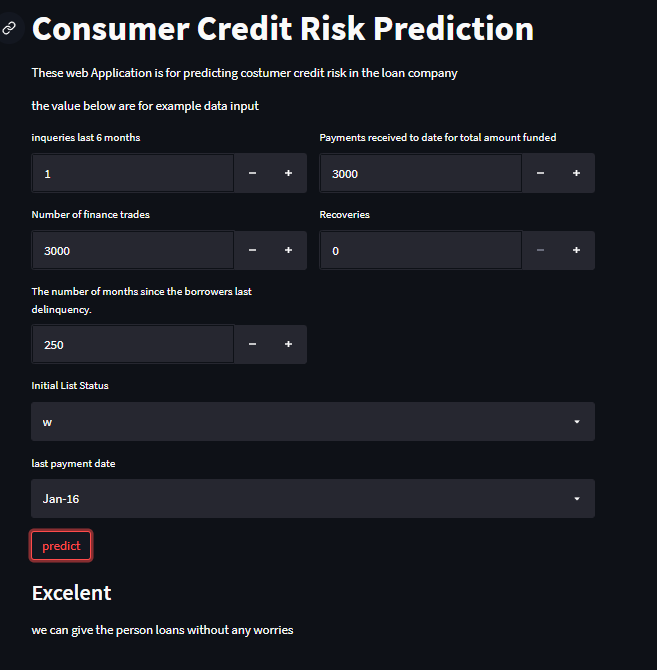 Consumer Credit Risk Prediction
These web Application is for predicting costumer credit risk in the loan company
the value below are for example data input
inqueries last 6 months
Payments received to date for total amount funded
1
3000
Number of finance trades
Recoveries
3000
0
The number of months since the borrowers last
delinquency.
250
Initial List Status
w
last payment date
Jan-16
predict
Excelent
we can give the person loans without any worries